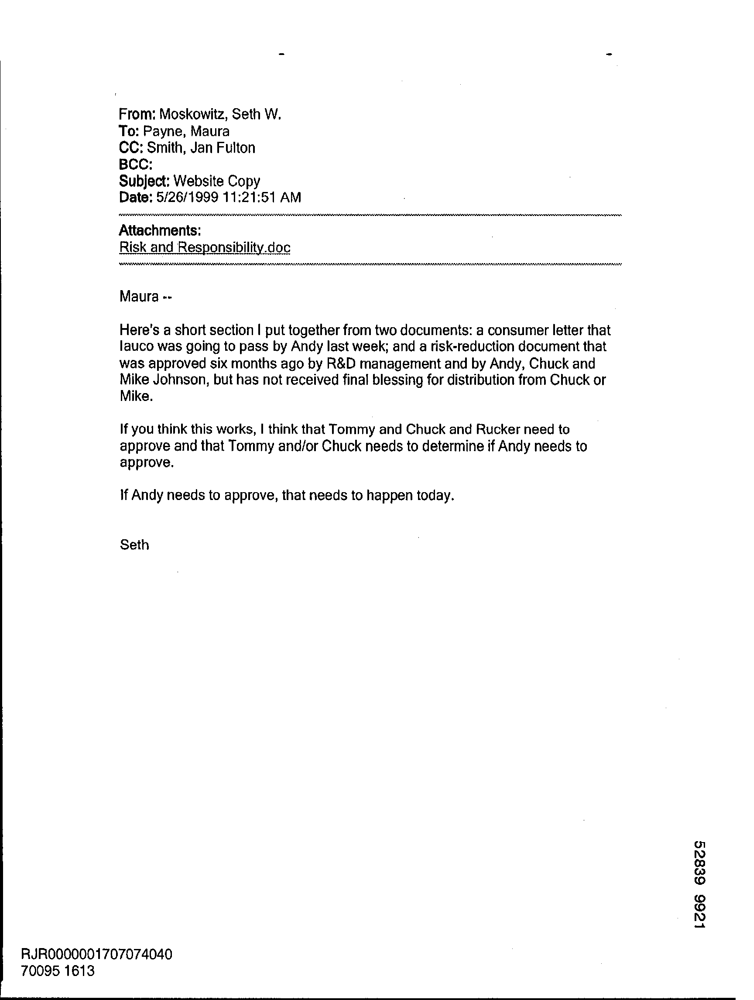 From: Moskowitz, Seth W.
To: Payne, Maura
CC: Smith, Jan Fulton
BCC:
Subject: Website Copy
Date: 5/26/1999 11:21:51 AM
Attachments:
Risk and Responsibility.doc
Maura --
Here's a short section I put together from two documents: a consumer letter that
Iauco was going to pass by Andy last week; and a risk-reduction document that
was approved six months ago by R&D management and by Andy, Chuck and
Mike Johnson, but has not received final blessing for distribution from Chuck or
Mike.
If you think this works, I think that Tommy and Chuck and Rucker need to
approve and that Tommy and/or Chuck needs to determine if Andy needs to
approve.
If Andy needs to approve, that needs to happen today.
Seth
52839 9921
RJR0000001707074040
70095 1613